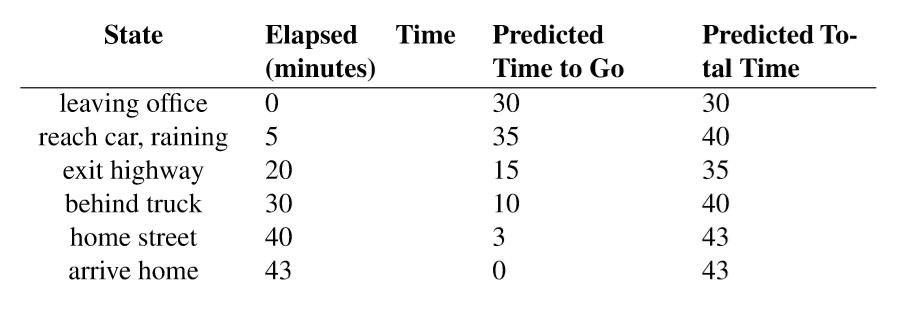 State Elapsed Time Predicted Predicted To-
(minutes) Time to Go tal Time
leaving office 0 30 30
reach car, raining 5 35 40
exit highway 20 15 35
behind truck 30 10 40
home street 40 3 43
arrive home 43 0 43